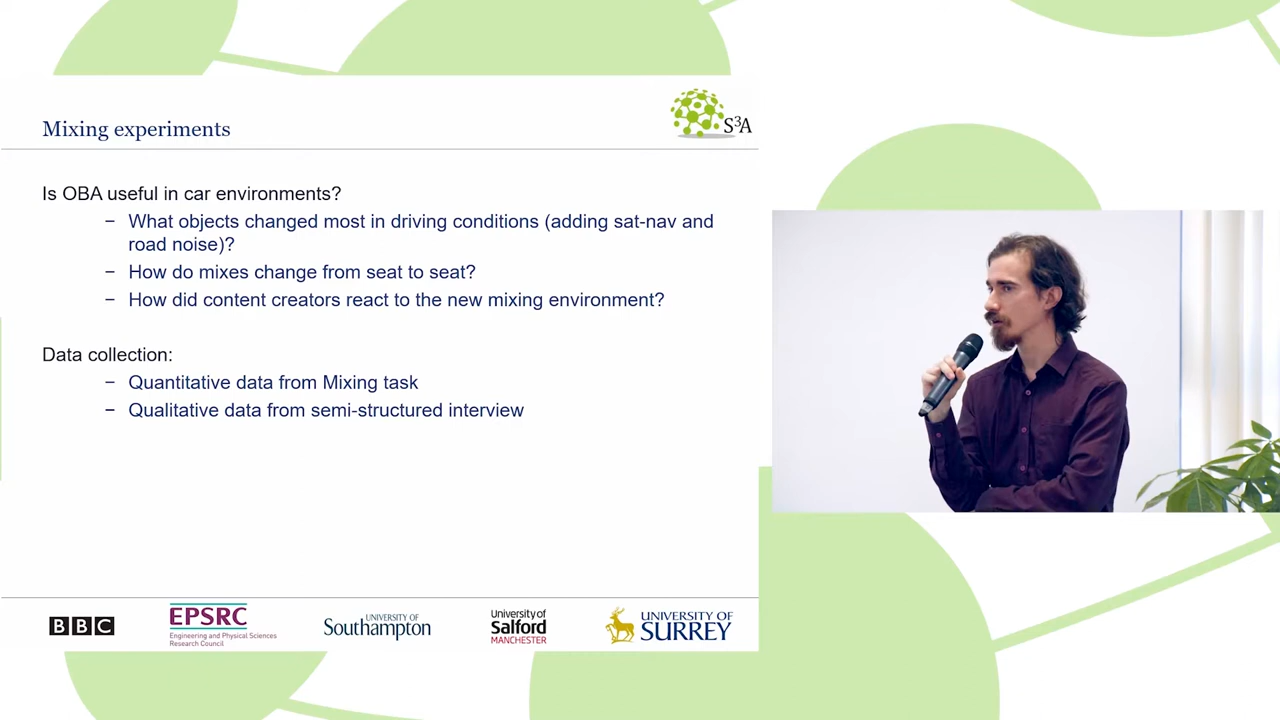 Mixing experiments
S3A
Is OBA useful in car environments?
− What objects changed most in driving conditions (adding sat-nav and
road noise)?
− How do mixes change from seat to seat?
− How did content creators react to the new mixing environment?
Data collection:
− Quantitative data from Mixing task
− Qualitative data from semi-structured interview
BBC
EPSRC
Engineering and Physical Sciences
Research Council
UNIVERSITY OF
Southampton
University of
Salford
MANCHESTER
UNIVERSITY OF
SURREY